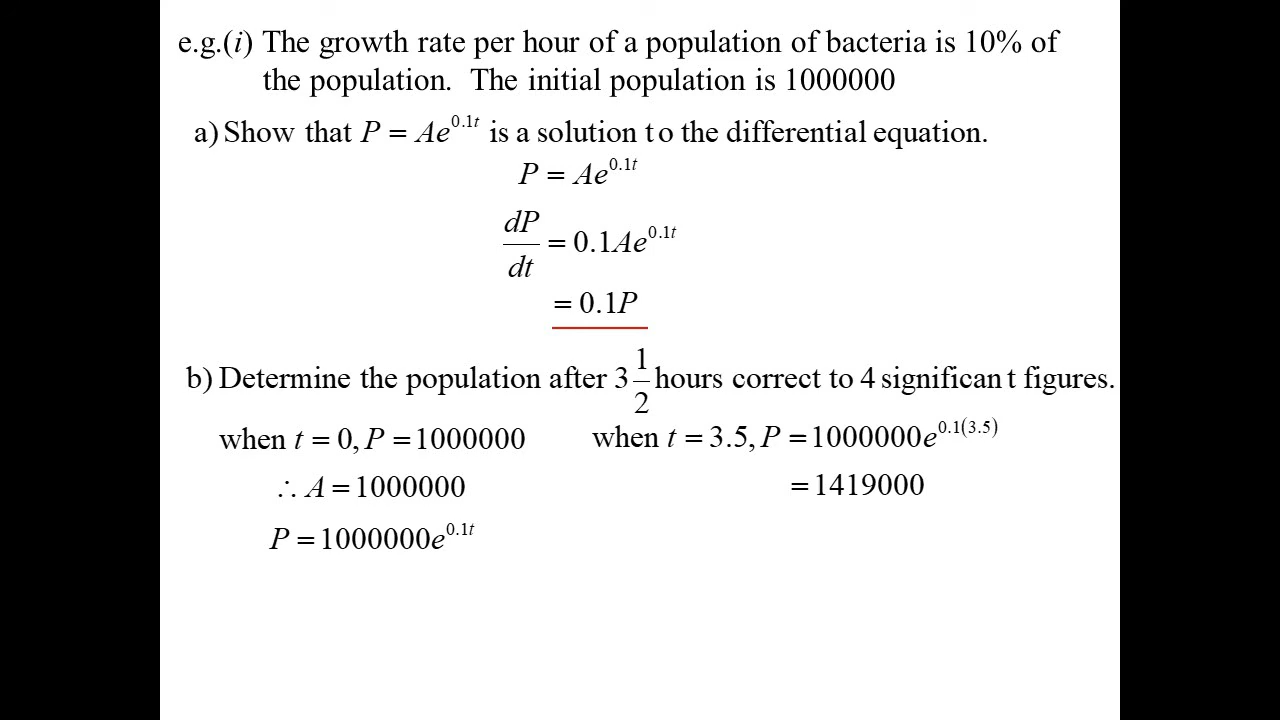 e.g.(i) The growth rate per hour of a population of bacteria is 10% of
the population. The initial population is 1000000
a) Show that P = Ae^{0.1t} is a solution to the differential equation.
P = Ae^{0.1t}
dP/dt = 0.1Ae^{0.1t}
= 0.1P
b) Determine the population after 3 1/2 hours correct to 4 significant figures.
when t = 0, P = 1000000
∴ A = 1000000
P = 1000000e^{0.1t}
when t = 3.5, P = 1000000e^{0.1(3.5)}
= 1419000